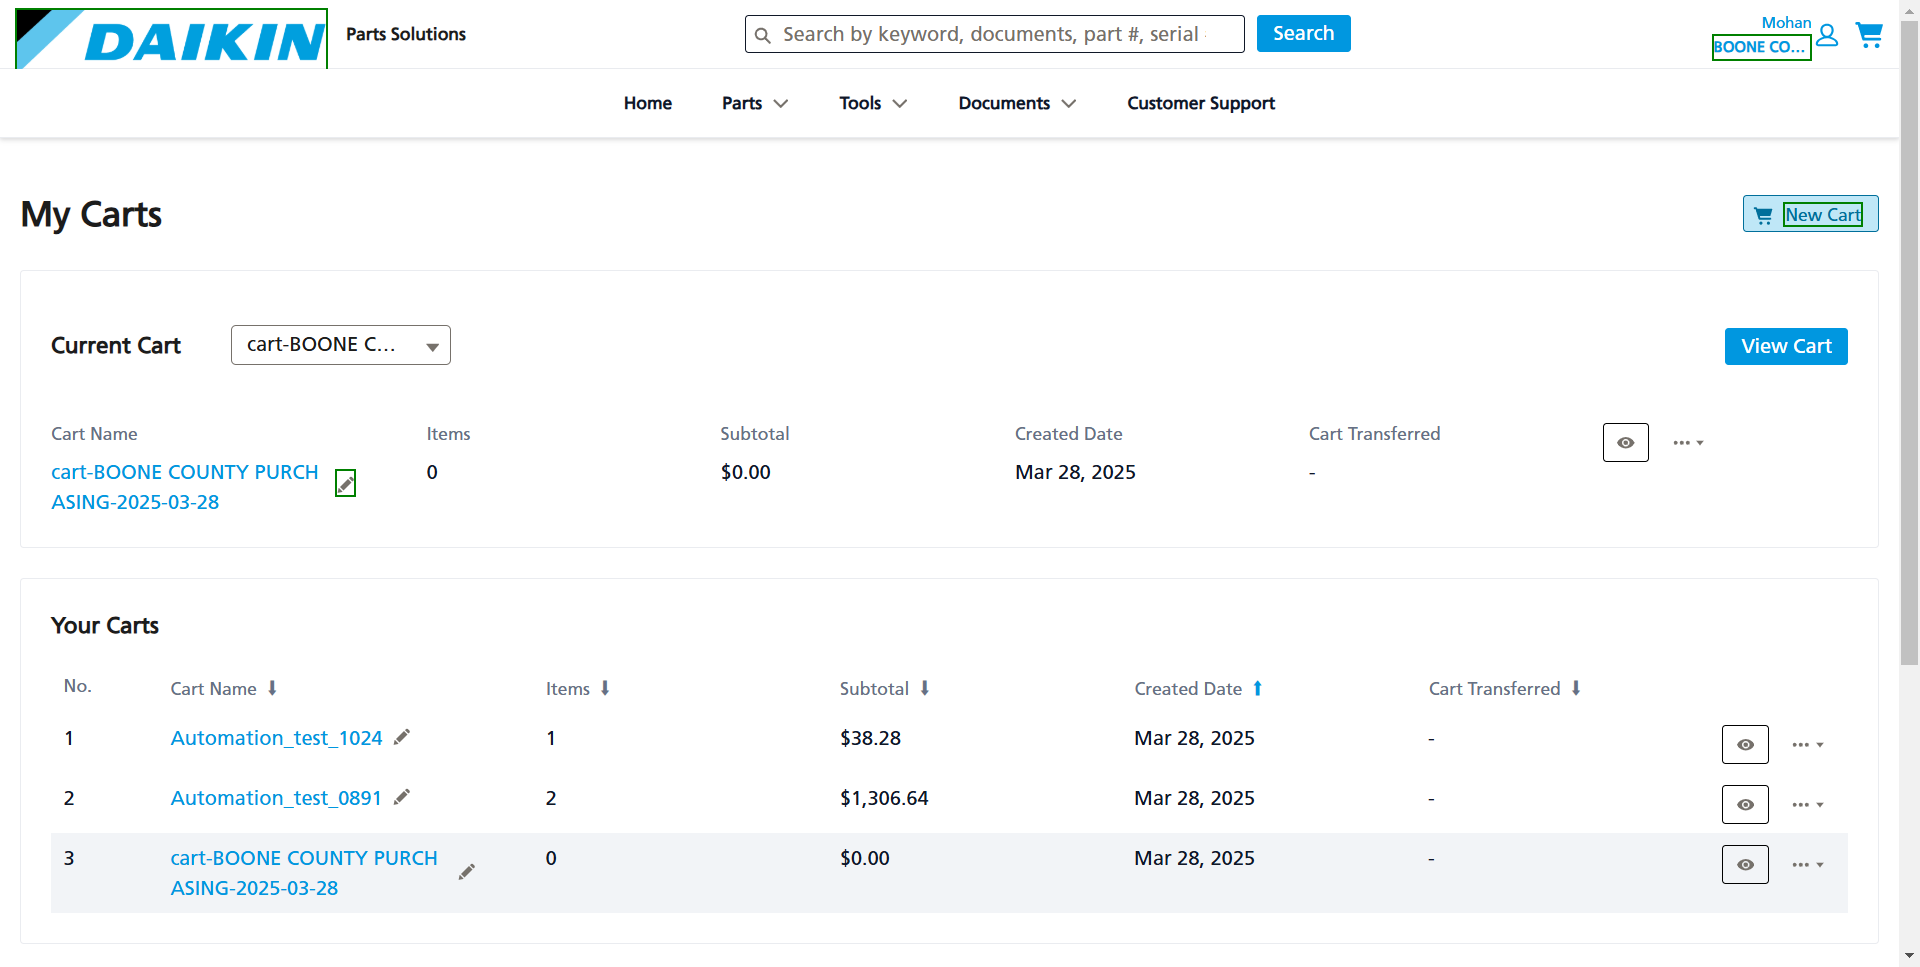 DAIKIN Parts Solutions
Search by keyword, documents, part #, serial
Search
Mohan
BOONE CO...
Home Parts Tools Documents Customer Support
My Carts
New Cart
Current Cart
cart-BOONE C...
View Cart
Cart Name Items Subtotal Created Date Cart Transferred
cart-BOONE COUNTY PURCH 0 $0.00 Mar 28, 2025 -
ASING-2025-03-28
Your Carts
No. Cart Name Items Subtotal Created Date Cart Transferred
1 Automation_test_1024 1 $38.28 Mar 28, 2025 -
2 Automation_test_0891 2 $1,306.64 Mar 28, 2025 -
3 cart-BOONE COUNTY PURCH 0 $0.00 Mar 28, 2025 -
ASING-2025-03-28